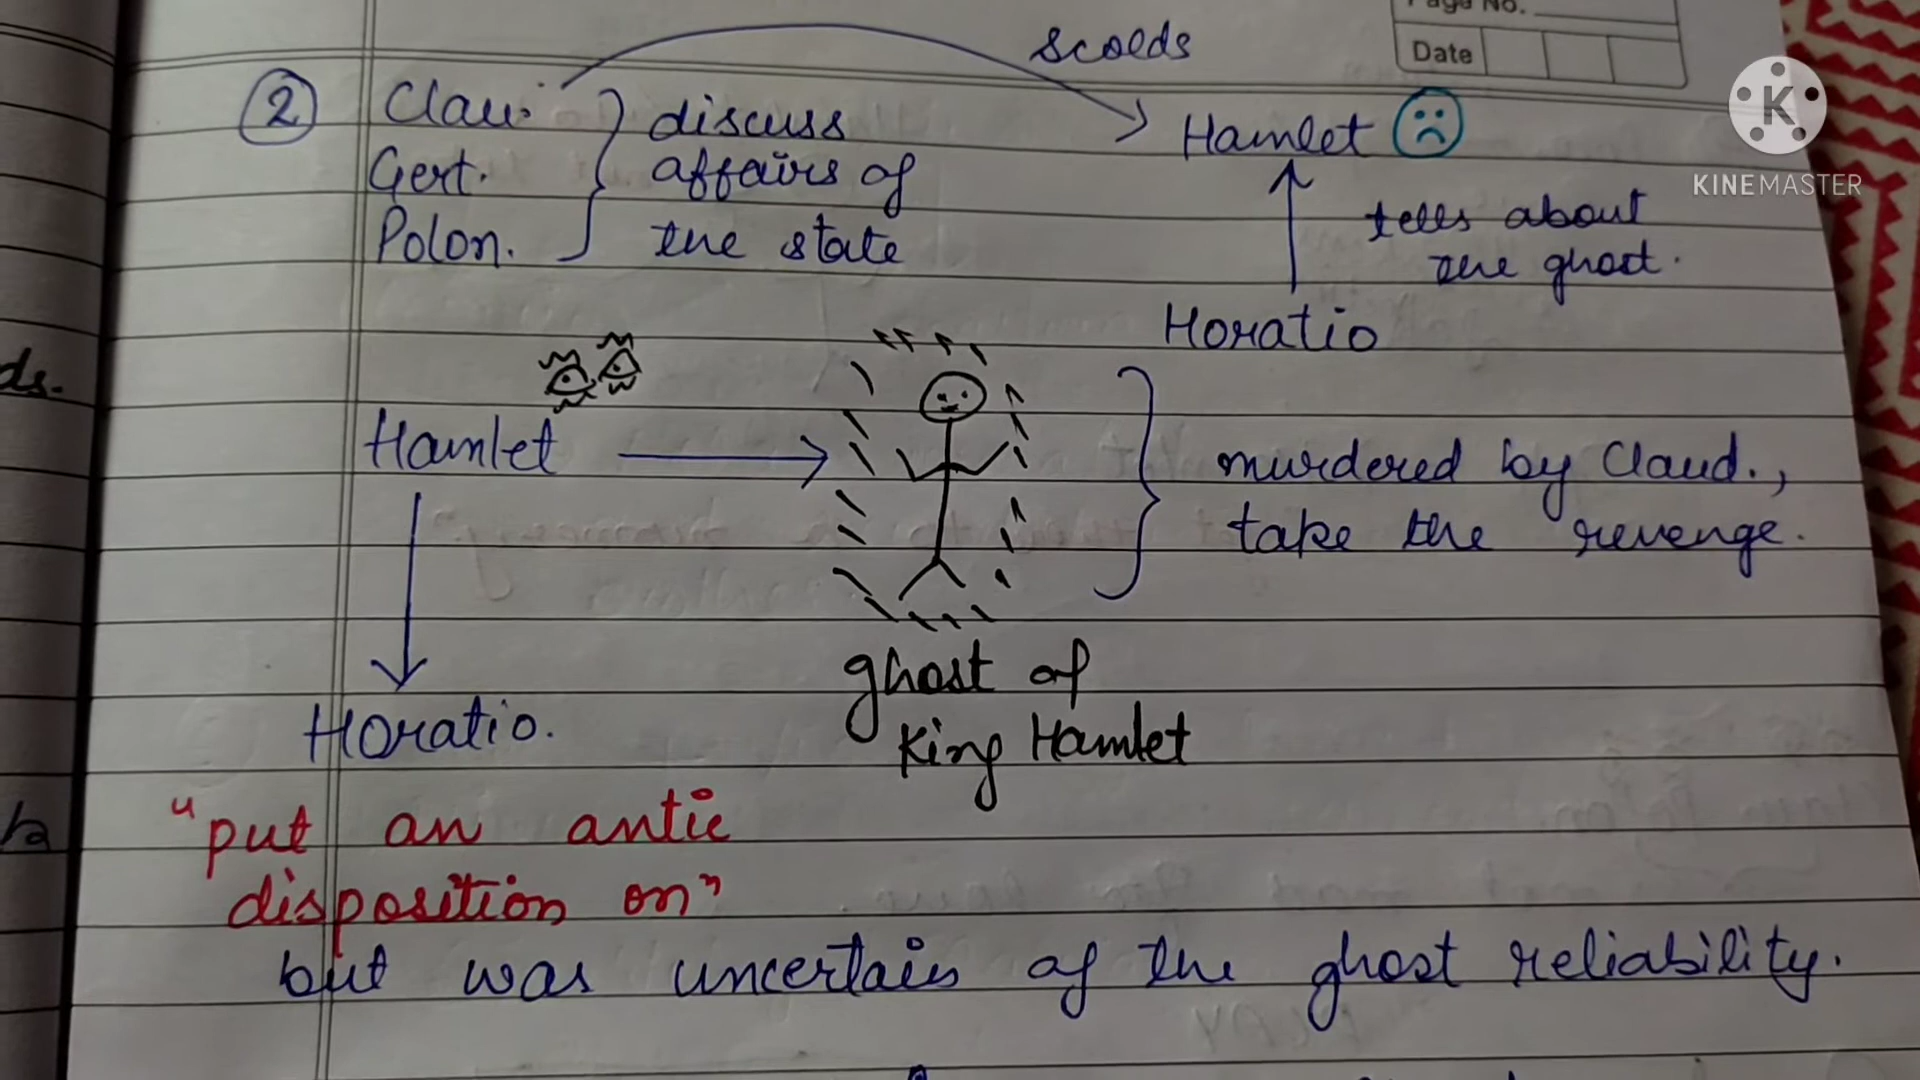 Page No.
Date
scolds
2
Clau.
Gert.
Polon.
discuss
affairs of
the state
Hamlet
tells about
the ghost.
Horatio
K
KINEMASTER
ds.
Hamlet
murdered by Claud.,
take the revenge.
ghost of
King Hamlet
Horatio.
"put an antic
disposition on"
but was uncertain of the ghost reliability.